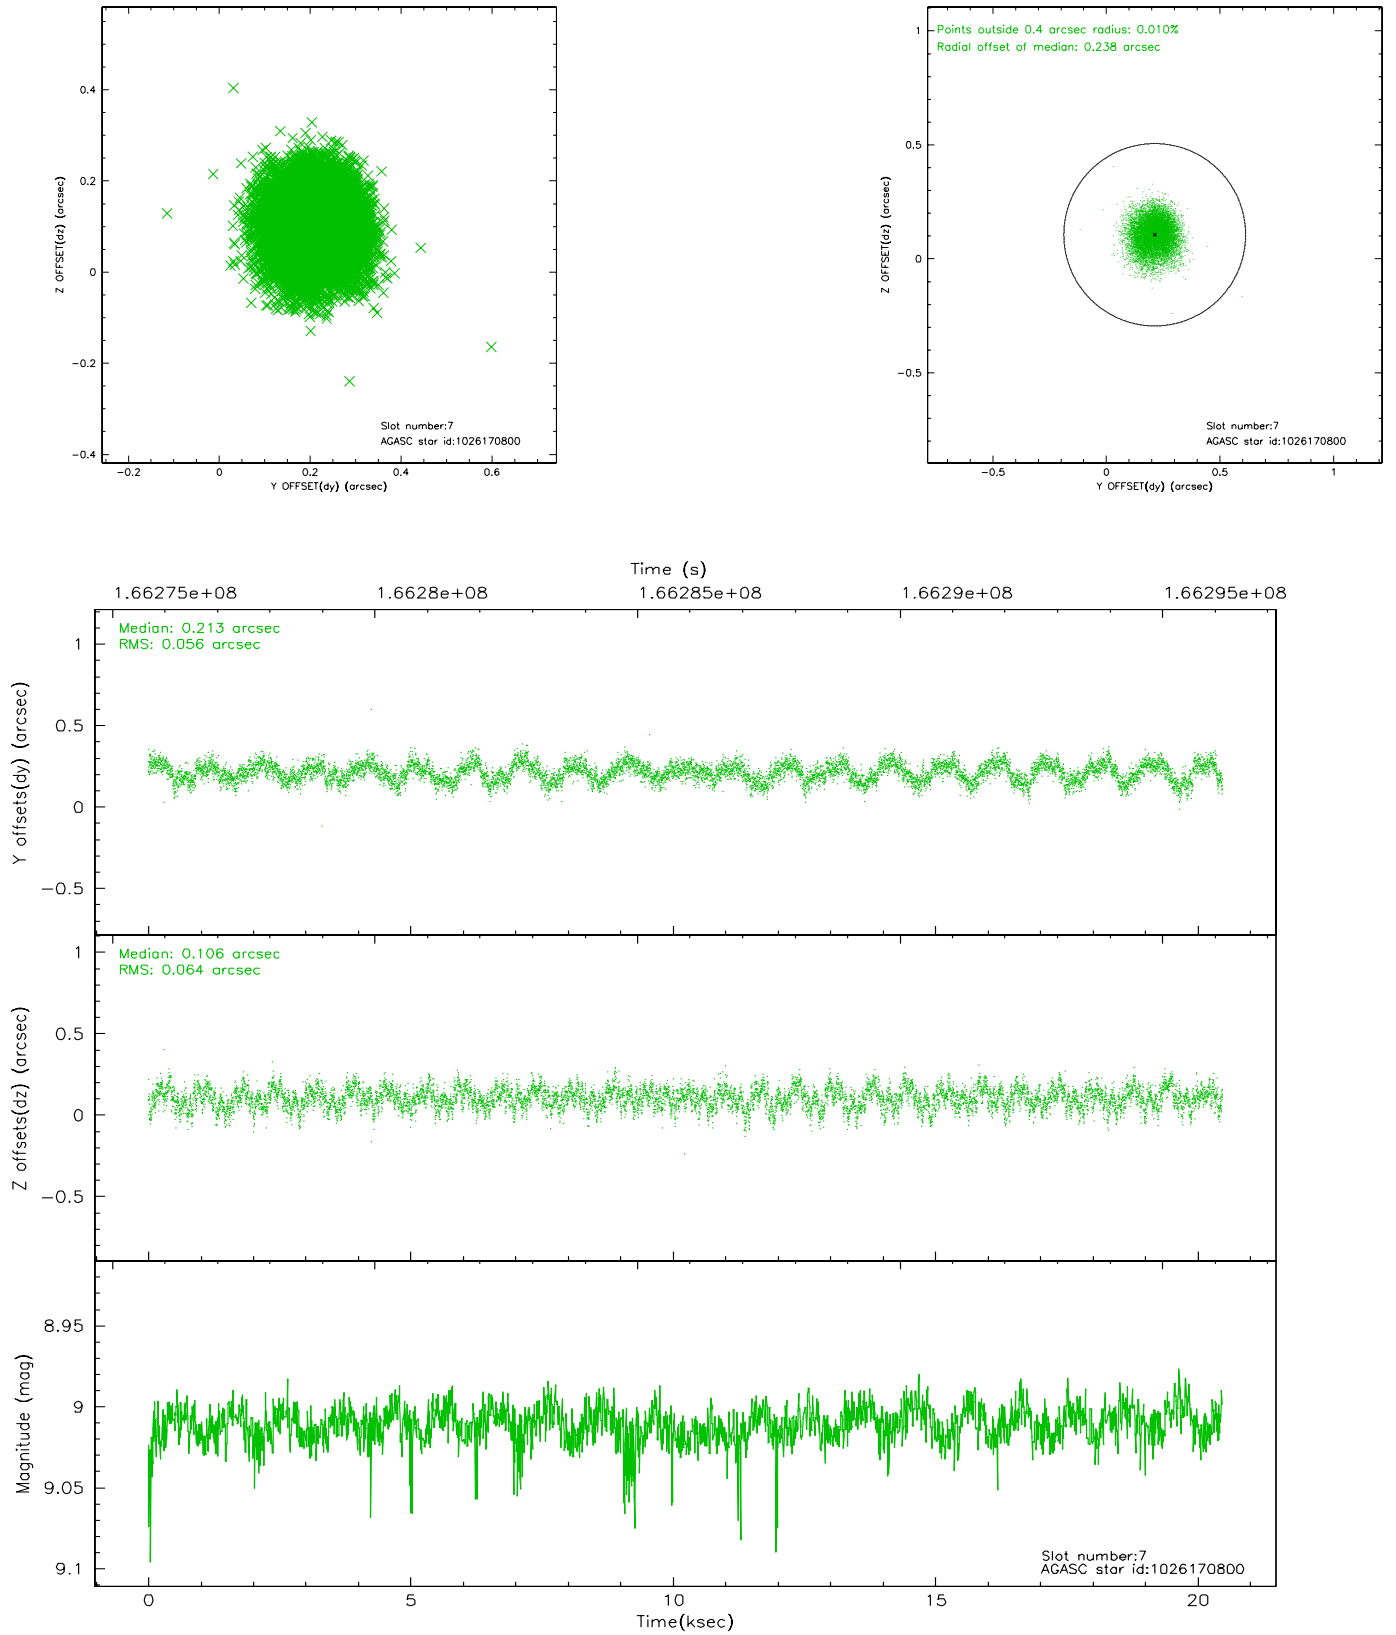 0.4
0.2
0
−0.2
−0.4
Z OFFSET(dz) (arcsec)
Slot number:7
AGASC star id:1026170800
−0.2
0
0.2
0.4
0.6
Y OFFSET(dy) (arcsec)
Points outside 0.4 arcsec radius: 0.010%
Radial offset of median: 0.238 arcsec
1
0.5
0
−0.5
Z OFFSET(dz) (arcsec)
Slot number:7
AGASC star id:1026170800
−0.5
0
0.5
1
Y OFFSET(dy) (arcsec)
Time (s)
1.66275e+08
1.6628e+08
1.66285e+08
1.6629e+08
1.66295e+08
Median: 0.213 arcsec
RMS: 0.056 arcsec
1
0.5
0
−0.5
Y offsets(dy) (arcsec)
Median: 0.106 arcsec
RMS: 0.064 arcsec
1
0.5
0
−0.5
Z offsets(dz) (arcsec)
8.95
9
9.05
9.1
Magnitude (mag)
Slot number:7
AGASC star id:1026170800
0
5
10
15
20
Time(ksec)